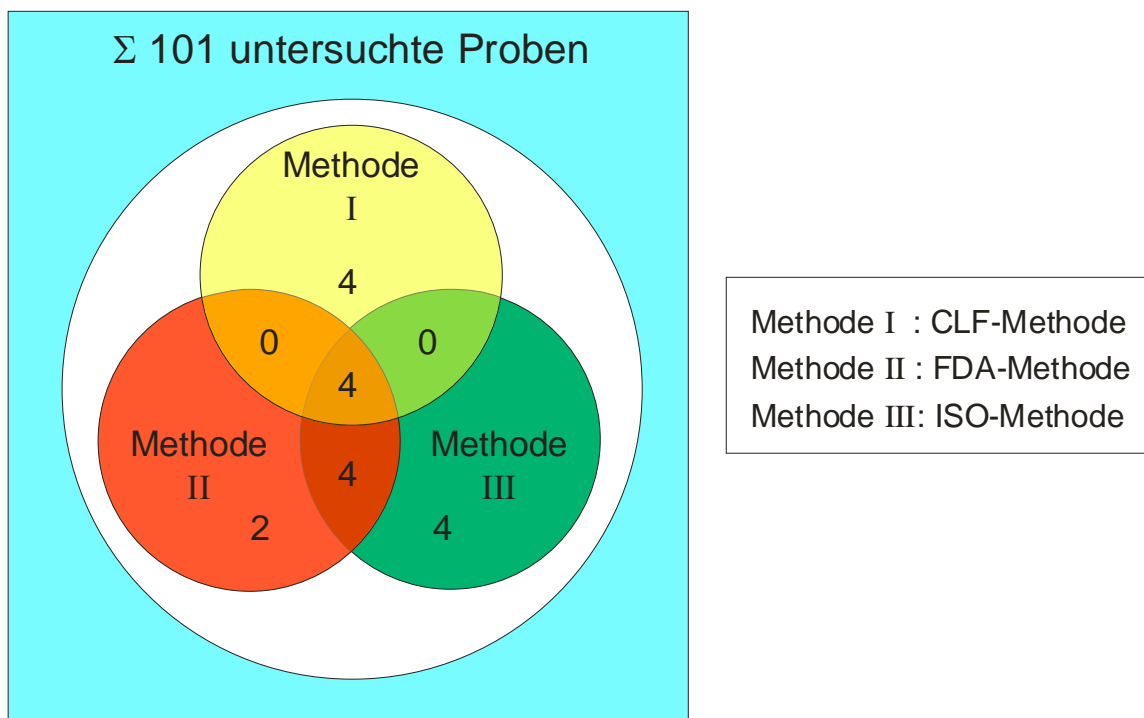 Σ 101 untersuchte Proben
Methode
I
4
0
0
4
Methode
II
2
4
Methode
III
4
Methode I : CLF-Methode
Methode II : FDA-Methode
Methode III: ISO-Methode